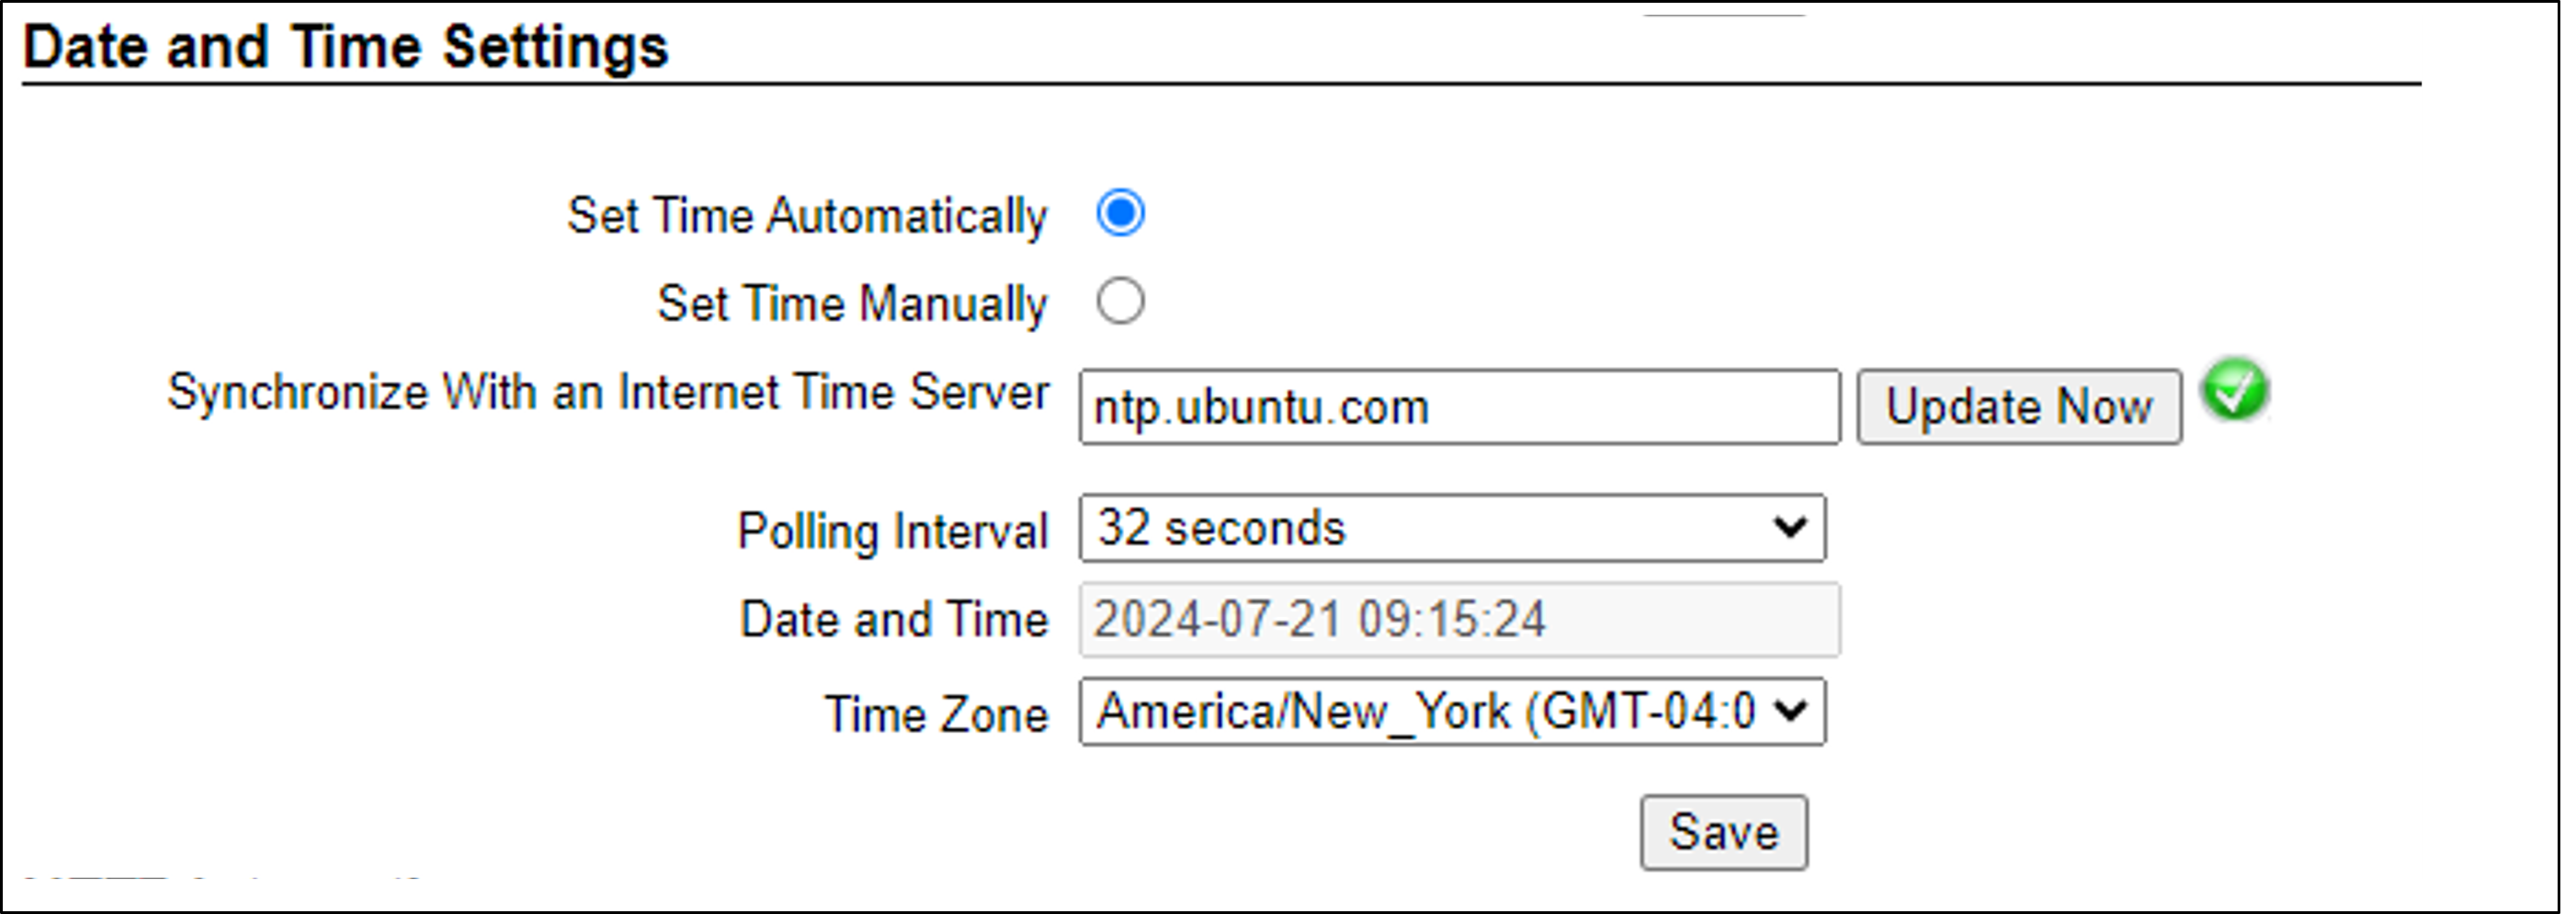 Date and Time Settings
Set Time Automatically
Set Time Manually
Synchronize With an Internet Time Server ntp.ubuntu.com Update Now
Polling Interval 32 seconds
Date and Time 2024-07-21 09:15:24
Time Zone America/New_York (GMT-04:0
Save